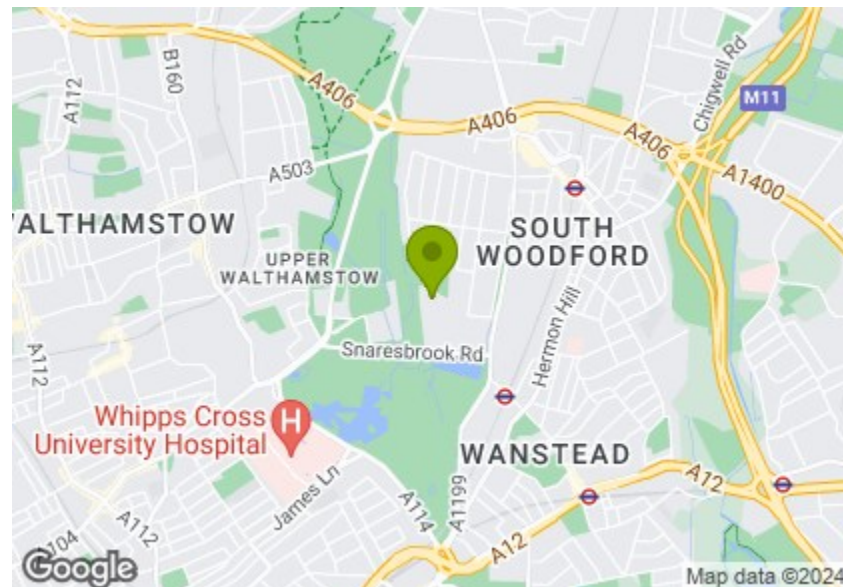 A112
B160
A406
Chigwell Rd
M11
A406
A406
A503
A1400
WALTHAMSTOW
SOUTH
WOODFORD
UPPER
WALTHAMSTOW
Hermon Hill
A112
Snaresbrook Rd
Whipps Cross
University Hospital
H
WANSTEAD
James Ln
A1199
A12
A114
A112
A104
A12
Google
Map data ©2024